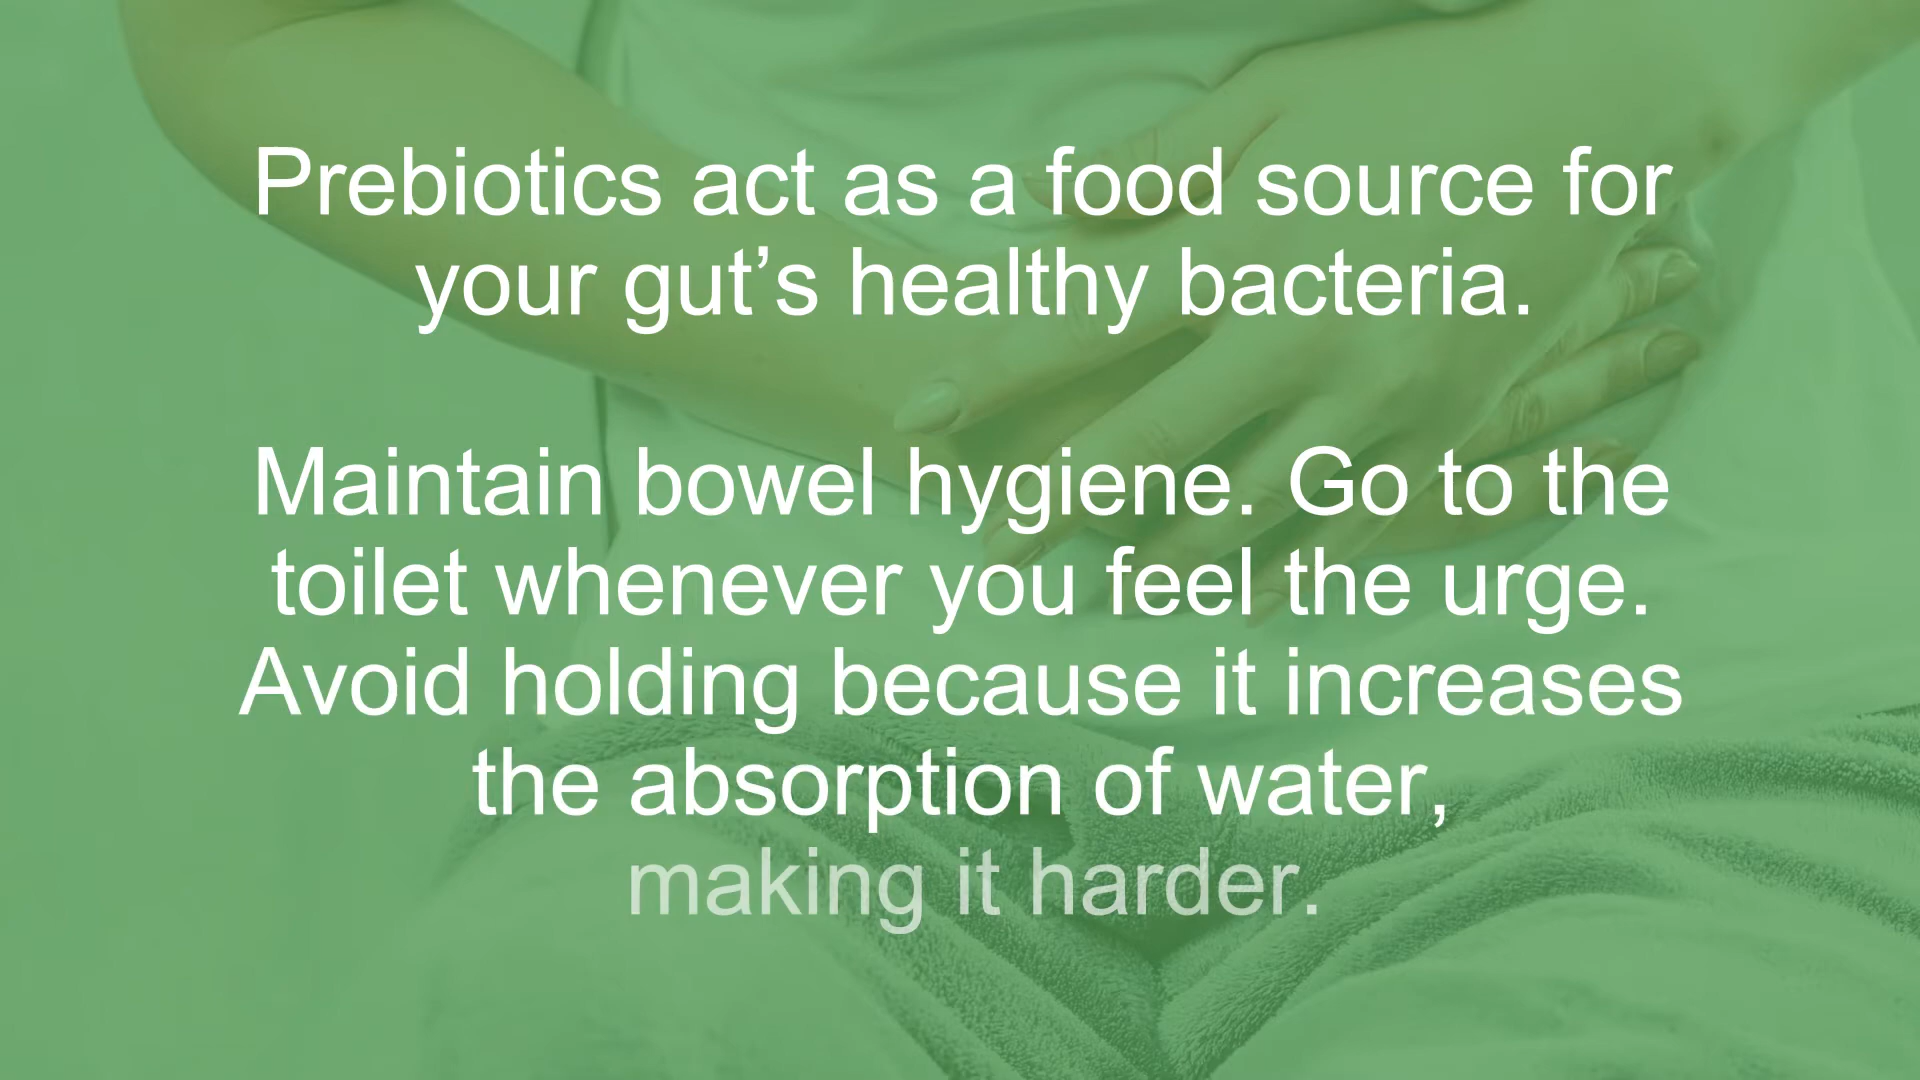 Prebiotics act as a food source for
your gut’s healthy bacteria.
Maintain bowel hygiene. Go to the
toilet whenever you feel the urge.
Avoid holding because it increases
the absorption of water,
making it harder.